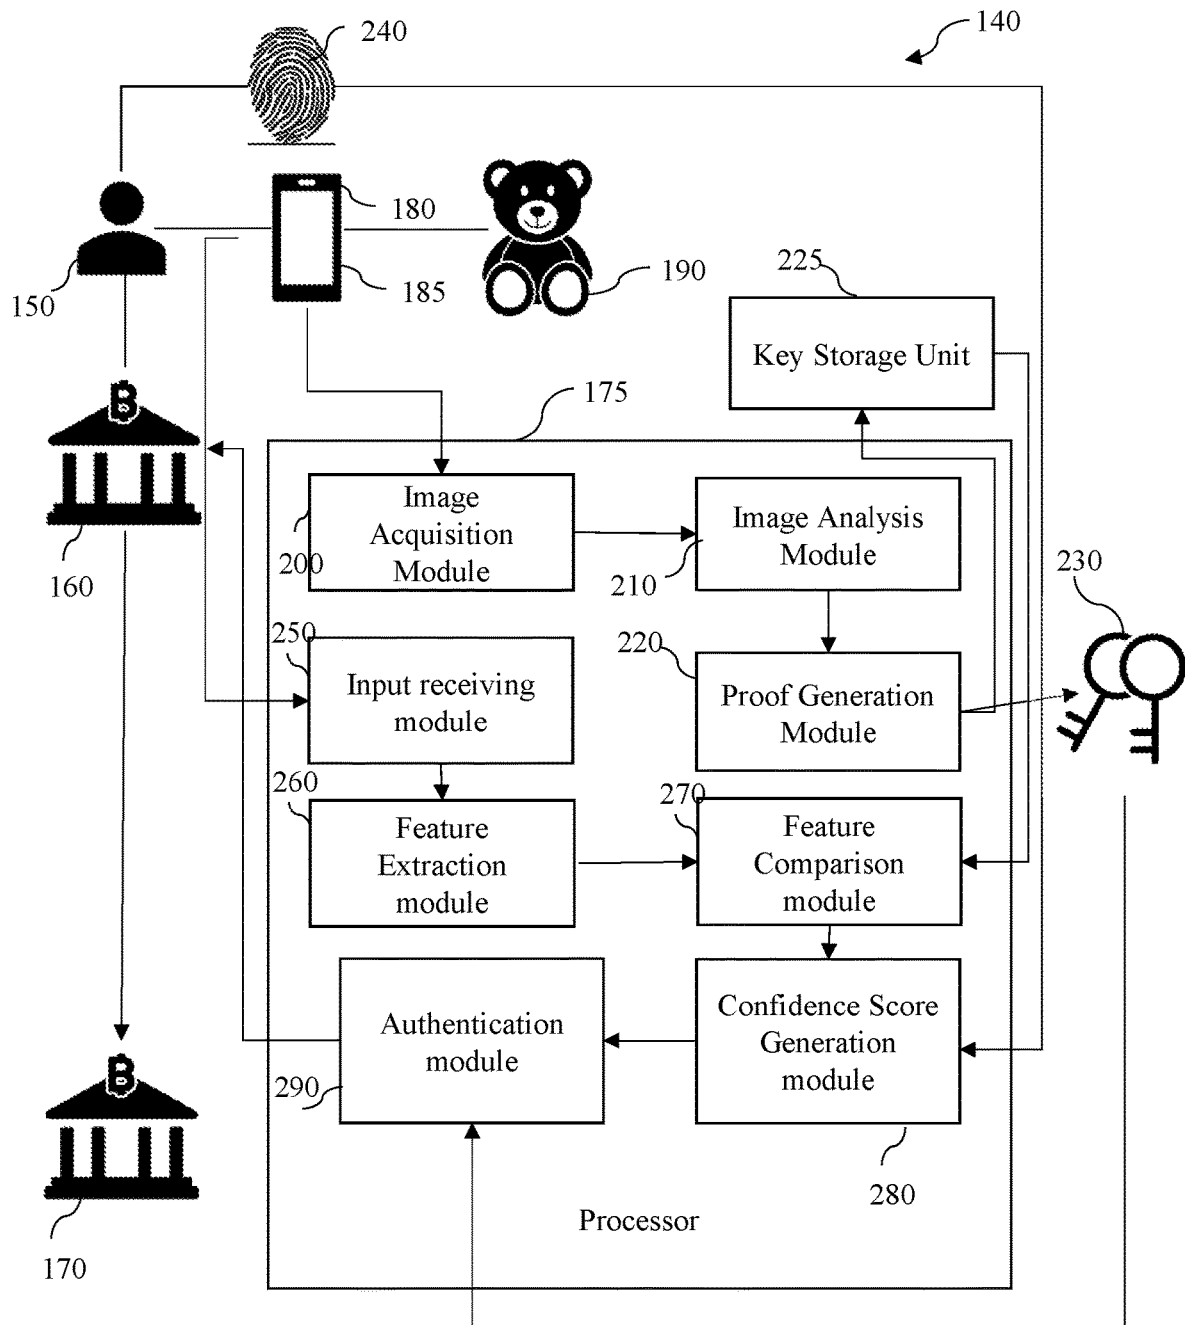 140
240
180
185
190
150
225
Key Storage Unit
B
160
175
Image
Acquisition
Module
200
Image Analysis
Module
210
230
250
Input receiving
module
220
Proof Generation
Module
260
Feature
Extraction
module
270
Feature
Comparison
module
Authentication
module
290
Confidence Score
Generation
module
280
B
170
Processor